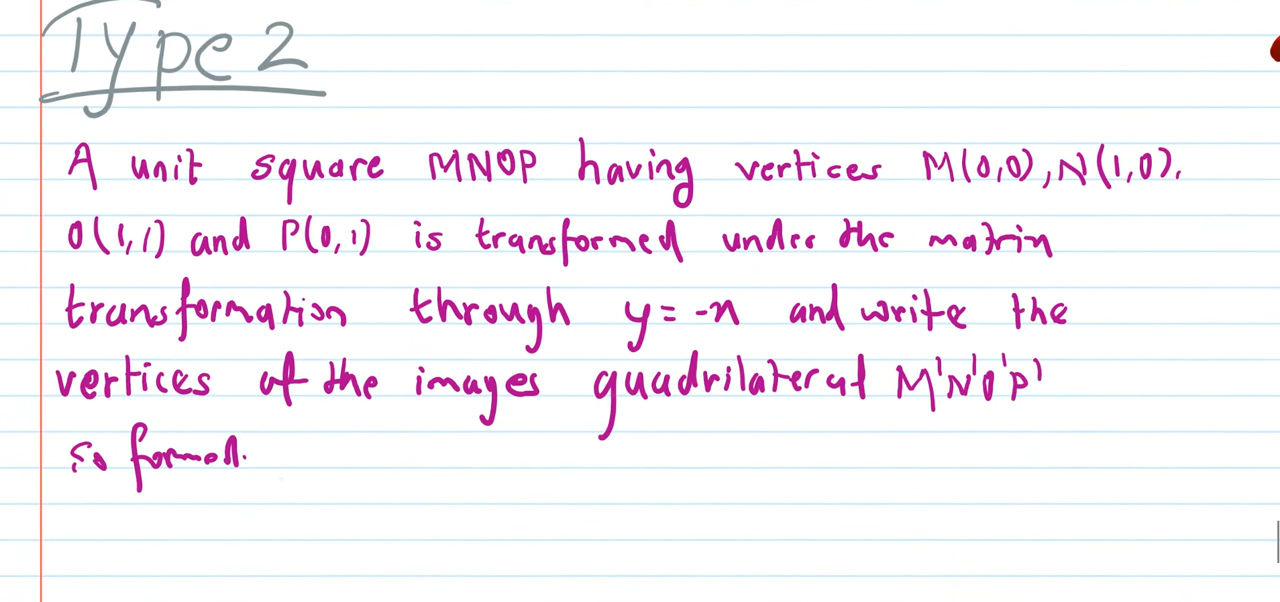 Type 2
A unit square MNOP having vertices M(0,0), N(1,0),
O(1,1) and P(0,1) is transformed under the matrix
transformation through y = -x and write the
vertices of the images quadrilateral M'N'O'P'
so formed.